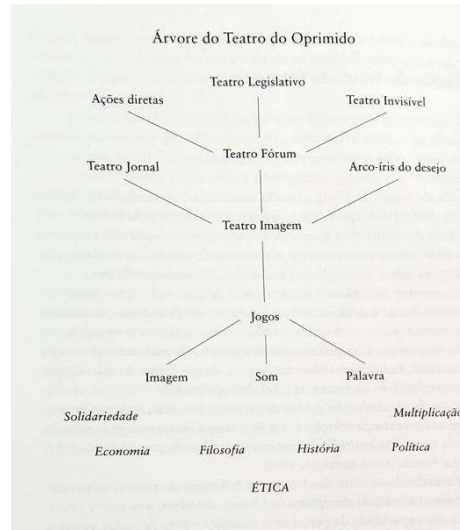 Árvore do Teatro do Oprimido
Teatro Legislativo
Ações diretas
Teatro Invisível
Teatro Fórum
Teatro Jornal
Arco-íris do desejo
Teatro Imagem
Jogos
Imagem Som Palavra
Solidariedade Multiplicação
Economia Filosofia História Política
ÉTICA